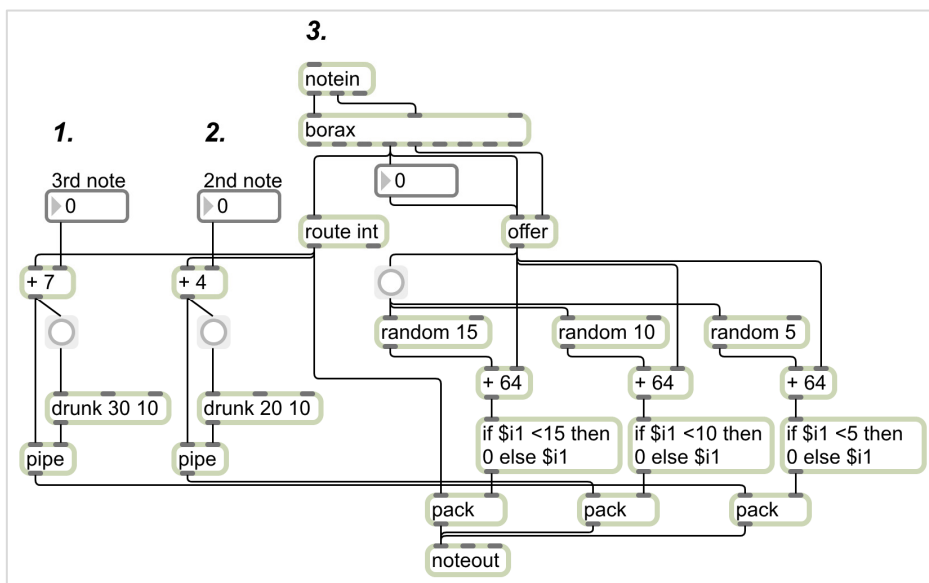 3.
notein
borax
1.
2.
3rd note
2nd note
0
0
0
route int
offer
+ 7
+ 4
random 15
random 10
random 5
+ 64
+ 64
+ 64
drunk 30 10
drunk 20 10
if $i1 <15 then
0 else $i1
if $i1 <10 then
0 else $i1
if $i1 <5 then
0 else $i1
pipe
pipe
pack
pack
pack
noteout